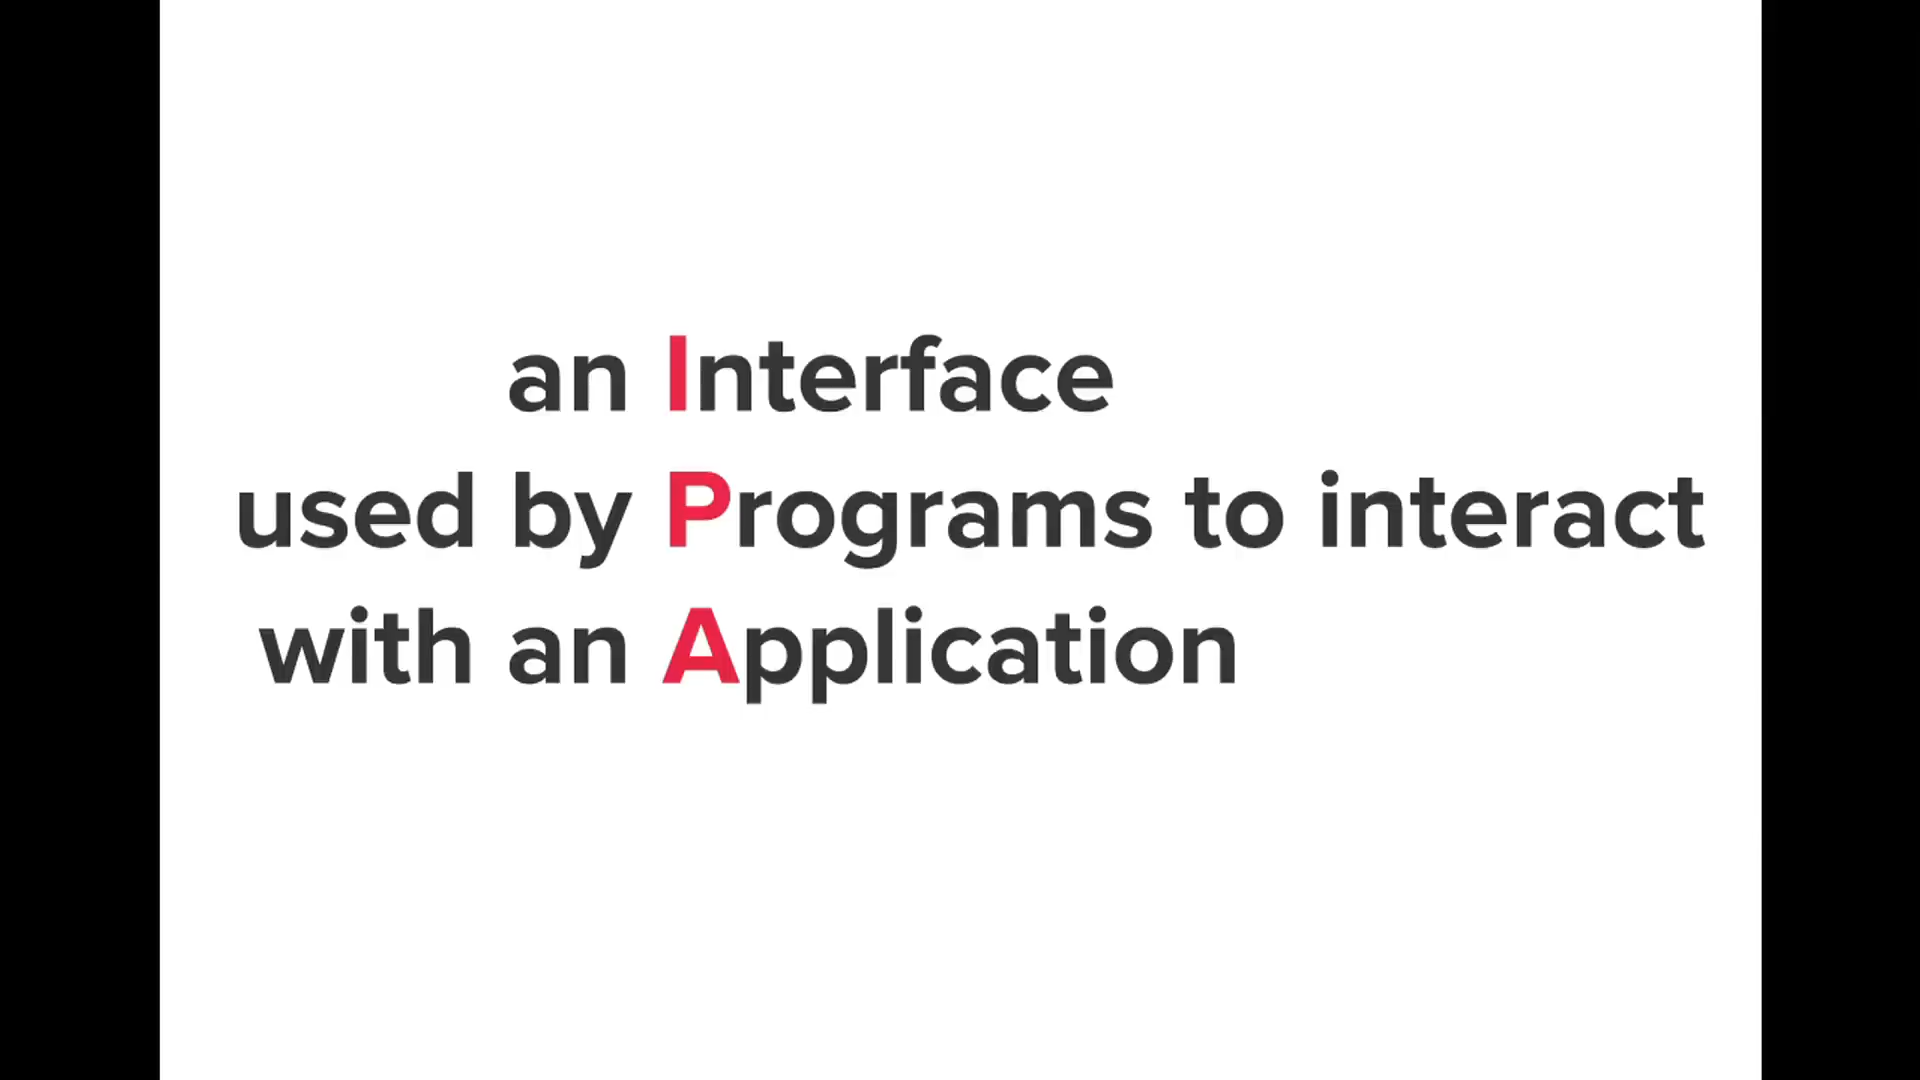 an Interface
used by Programs to interact
with an Application